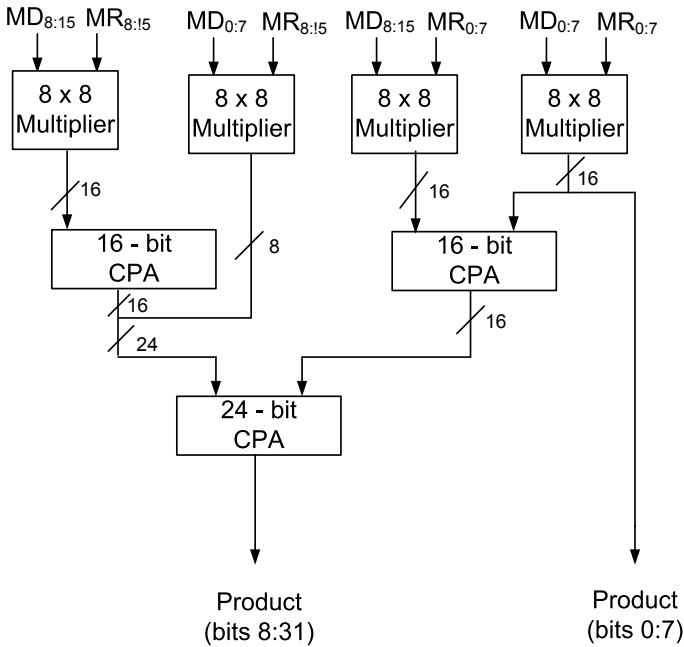 MD8:15 MR8:!5 MD0:7 MR8:!5 MD8:15 MR0:7 MD0:7 MR0:7
8 x 8
Multiplier
8 x 8
Multiplier
8 x 8
Multiplier
8 x 8
Multiplier
16
16
16
16 - bit
CPA
8
16 - bit
CPA
16
24
16
24 - bit
CPA
Product
(bits 8:31)
Product
(bits 0:7)